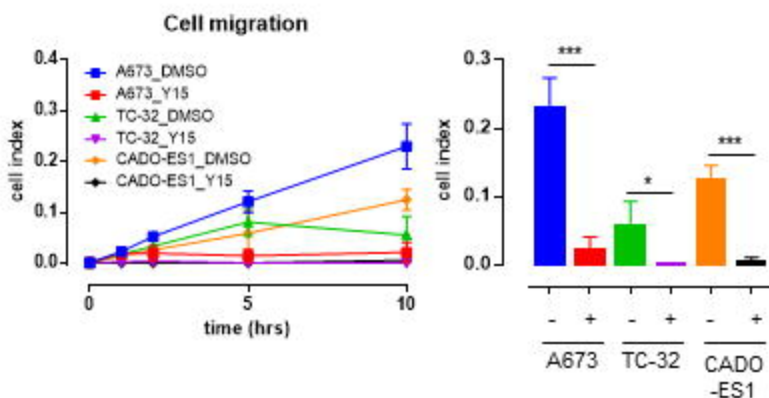 Cell migration
0.4
0.3
0.2
0.1
0.0
cell index
A673_DMSO
A673_Y15
TC-32_DMSO
TC-32_Y15
CADO-ES1_DMSO
CADO-ES1_Y15
0
5
10
time (hrs)
0.3
0.2
0.1
0.0
cell index
***
*
***
- + - + - +
A673 TC-32 CADO
-ES1